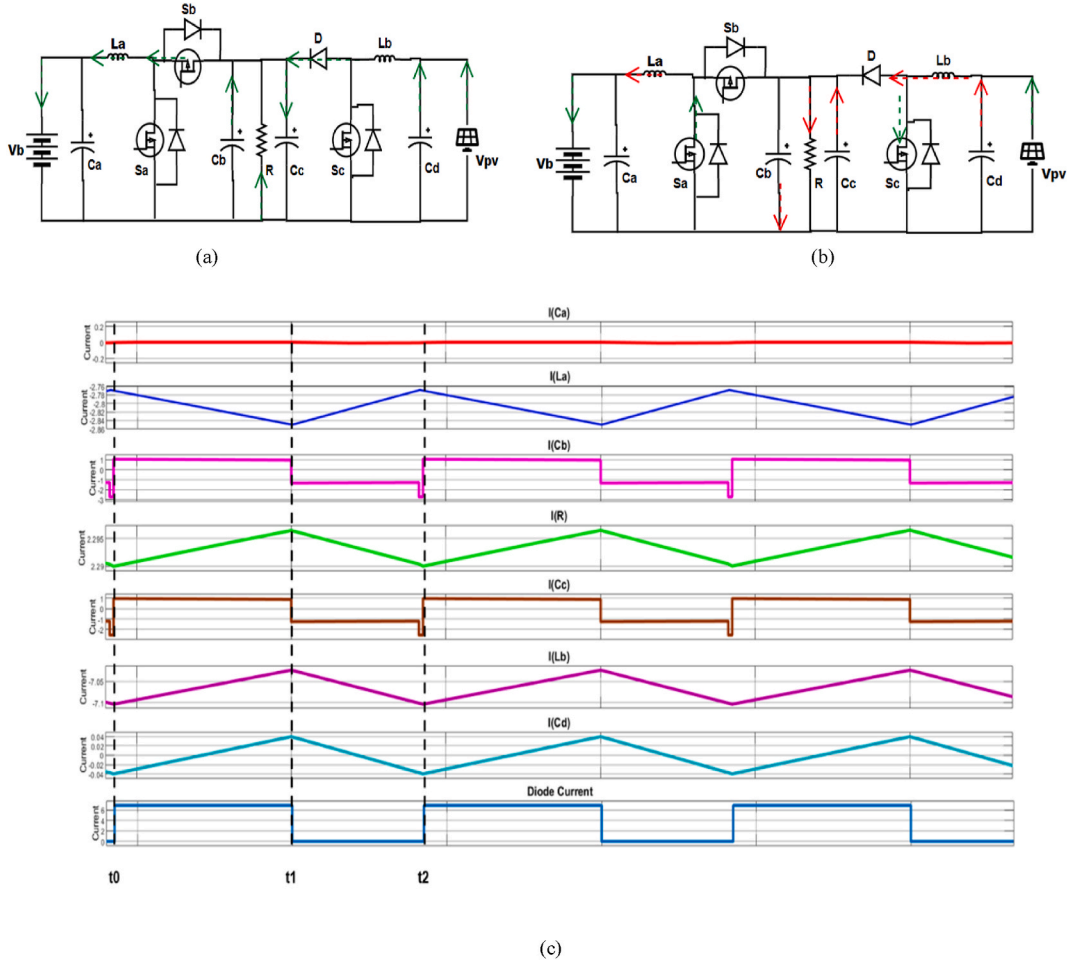 Sb
La
D
Lb
Vb
Ca
Sa
Cb
R
Cc
Sc
Cd
Vpv
+
+
+
+
(a)
Sb
La
D
Lb
Vb
Ca
Sa
Cb
R
Cc
Sc
Cd
Vpv
+
+
+
+
(b)
I(Ca)
Current
0.2
0
-0.2
I(La)
Current
-2.76
-2.78
-2.8
-2.82
-2.84
-2.86
I(Cb)
Current
1
0
-1
-2
-3
I(R)
Current
2.295
2.29
I(Cc)
Current
1
0
-1
-2
I(Lb)
Current
-7.05
-7.1
I(Cd)
Current
0.04
0.02
0
-0.02
-0.04
Diode Current
Current
6
4
2
0
t0 t1 t2
(c)